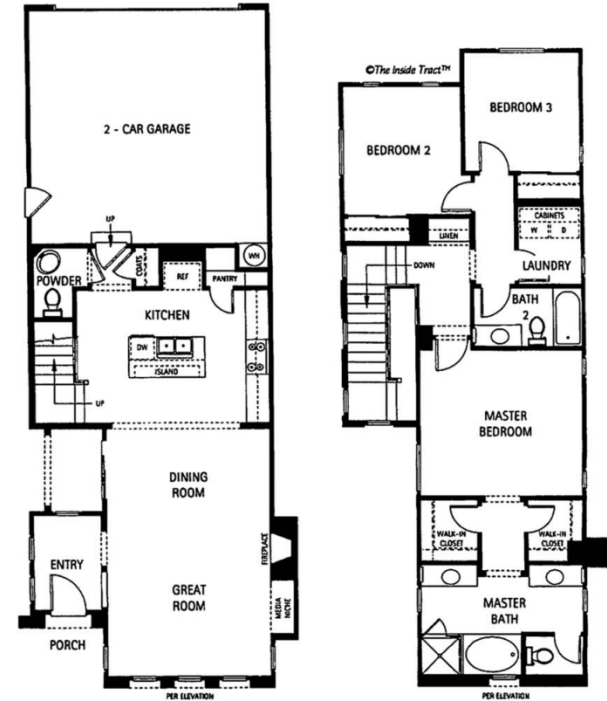 2 - CAR GARAGE
UP
POWDER
COATS
REF
PANTRY
WH
KITCHEN
DW
ISLAND
UP
DINING
ROOM
ENTRY
FIREPLACE
GREAT
ROOM
MEDIA
NICHE
PORCH
PER ELEVATION
©The Inside Tract™
BEDROOM 3
BEDROOM 2
CABINETS
W D
LINEN
DOWN
LAUNDRY
BATH
2
MASTER
BEDROOM
WALK-IN
CLOSET
WALK-IN
CLOSET
MASTER
BATH
PER ELEVATION